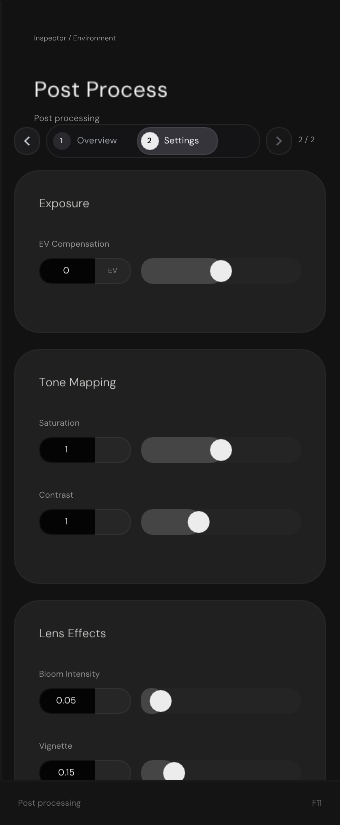 Inspector / Environment
Post Process
Post processing
1 Overview 2 Settings 2 / 2
Exposure
EV Compensation
0 EV
Tone Mapping
Saturation
1
Contrast
1
Lens Effects
Bloom Intensity
0.05
Vignette
0.15
Post processing F11